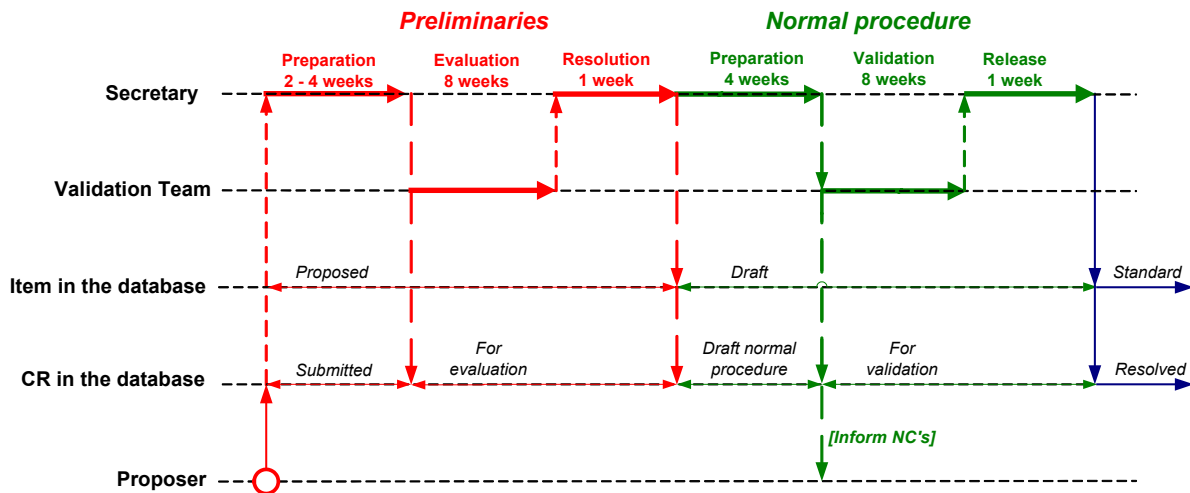 Preliminaries
Normal procedure
Preparation
2 - 4 weeks
Evaluation
8 weeks
Resolution
1 week
Preparation
4 weeks
Validation
8 weeks
Release
1 week
Secretary
Validation Team
Item in the database
Proposed
Draft
Standard
CR in the database
Submitted
For
evaluation
Draft normal
procedure
For
validation
Resolved
[Inform NC's]
Proposer